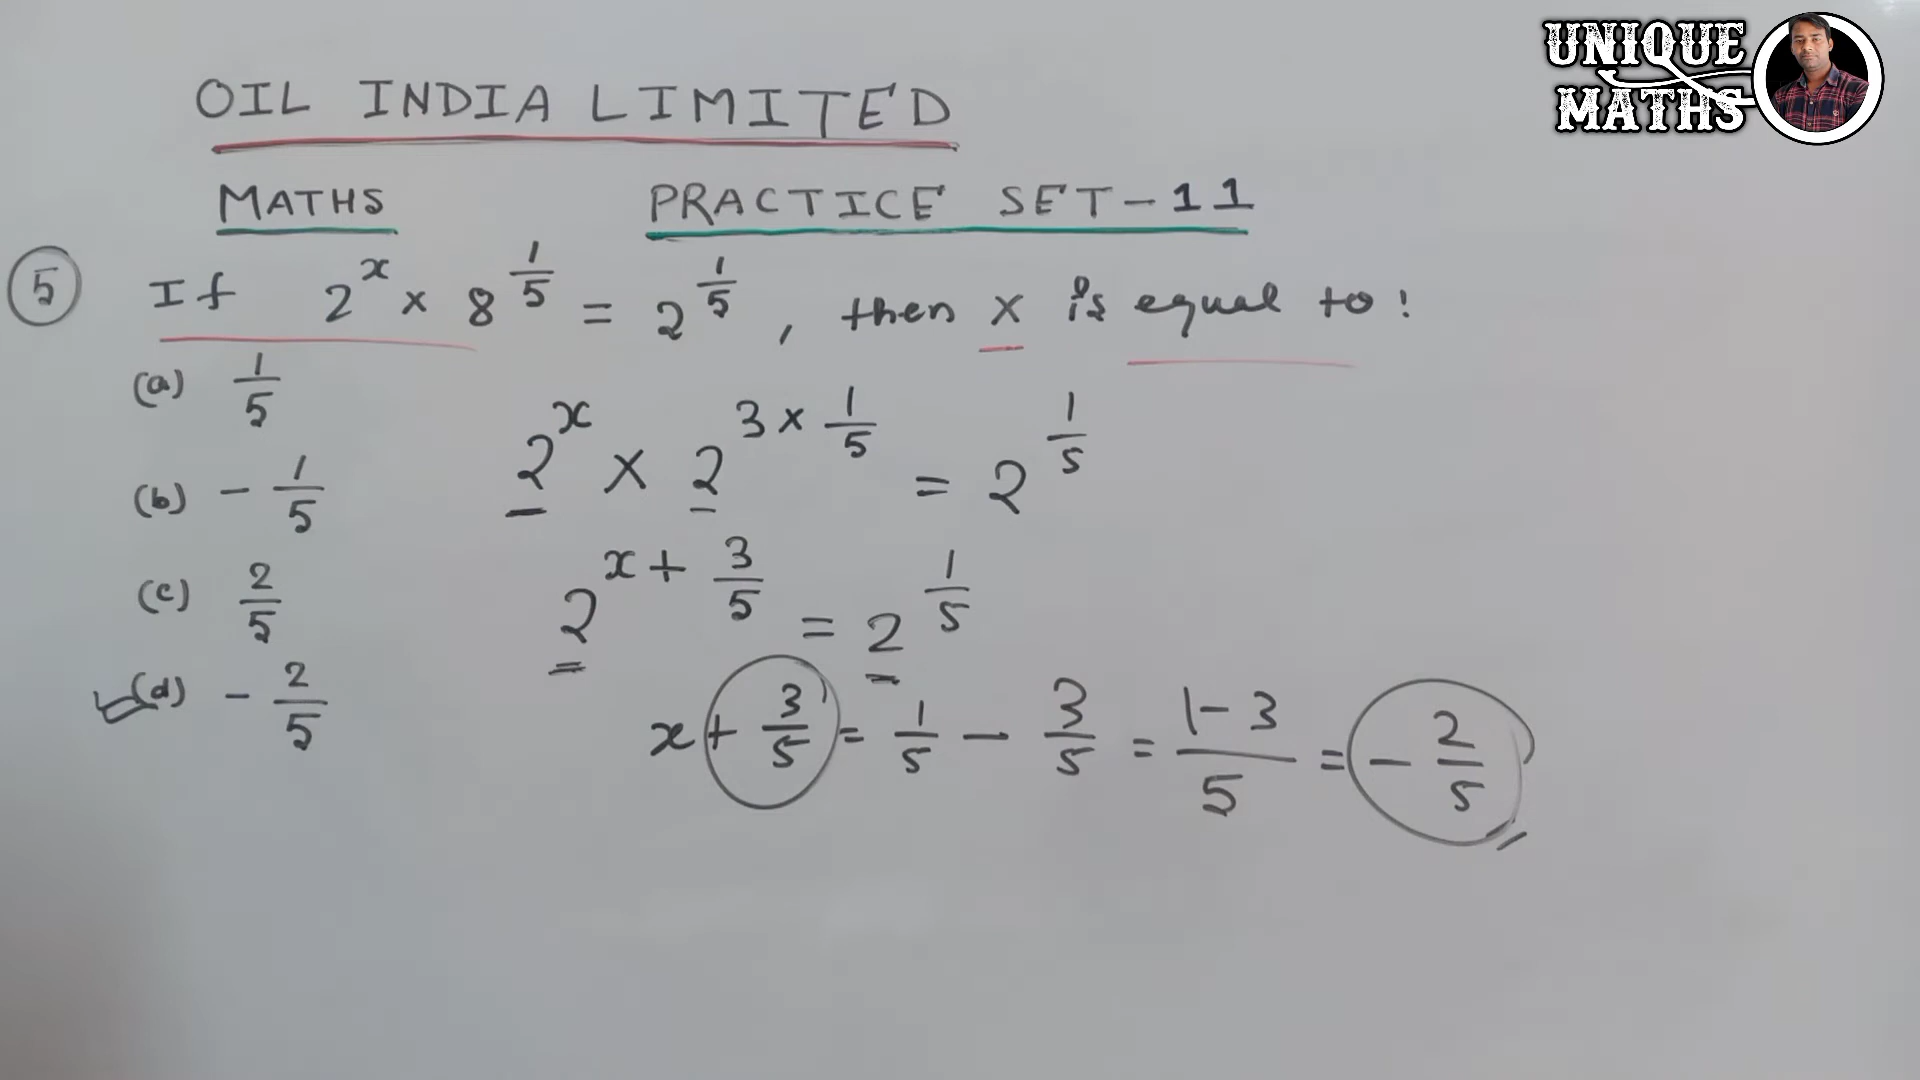 UNIQUE
MATHS
OIL INDIA LIMITED
MATHS PRACTICE SET-11
5 If 2^x × 8^(1/5) = 2^(1/5), then x is equal to:
(a) 1/5
(b) - 1/5
(c) 2/5
(d) - 2/5
2^x × 2^(3 × 1/5) = 2^(1/5)
2^(x + 3/5) = 2^(1/5)
x + 3/5 = 1/5 - 3/5 = (1-3)/5 = - 2/5